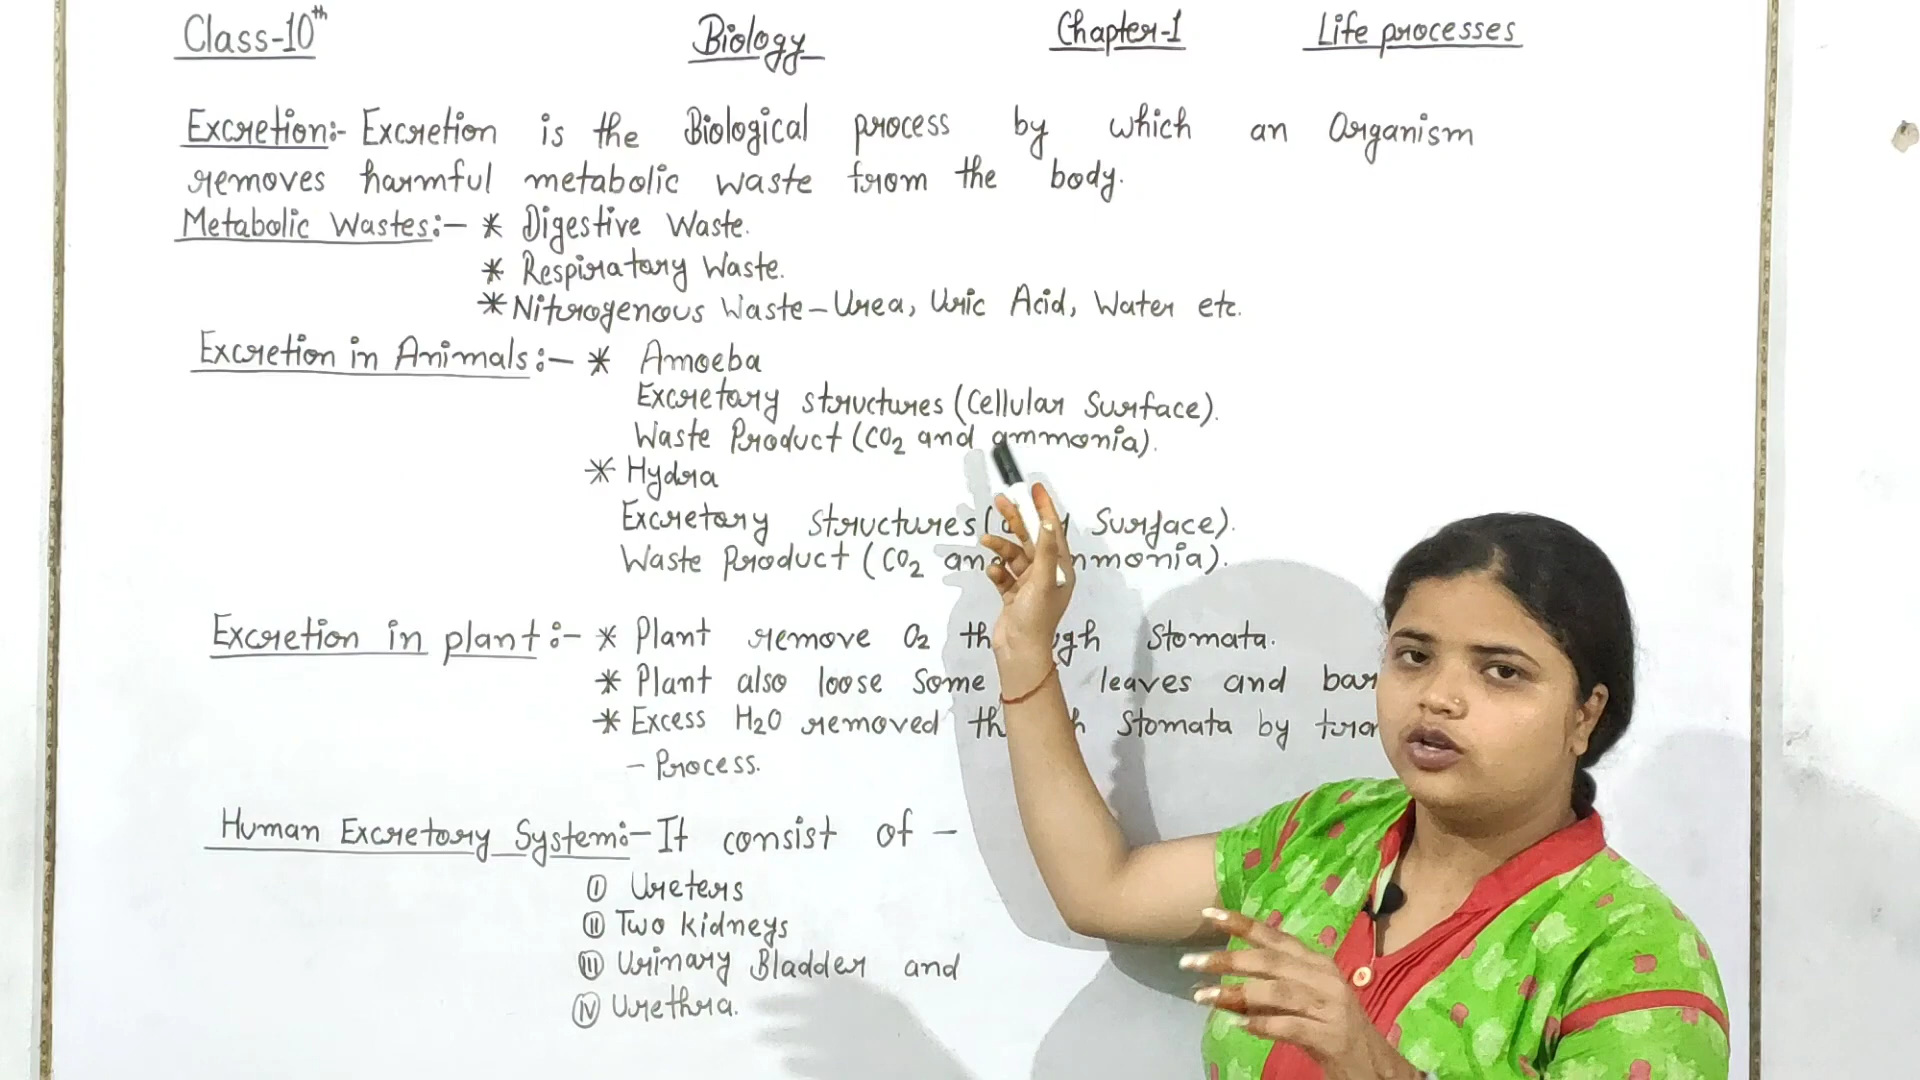 Class-10th Biology Chapter-1 Life processes
Excretion:- Excretion is the Biological process by which an Organism
removes harmful metabolic waste from the body.
Metabolic Wastes:- * Digestive Waste.
* Respiratory Waste.
* Nitrogenous Waste - Urea, Uric Acid, Water etc.
Excretion in Animals:- * Amoeba
Excretory structures (Cellular Surface).
Waste Product (CO2 and ammonia).
* Hydra
Excretory structures ( Surface).
Waste Product (CO2 and ammonia).
Excretion in plant:- * Plant remove O2 through Stomata.
* Plant also loose some leaves and
* Excess H2O removed through Stomata by
- Process.
Human Excretory System:- It consist of -
(I) Ureters
(II) Two kidneys
(III) Urinary Bladder and
(IV) Urethra.